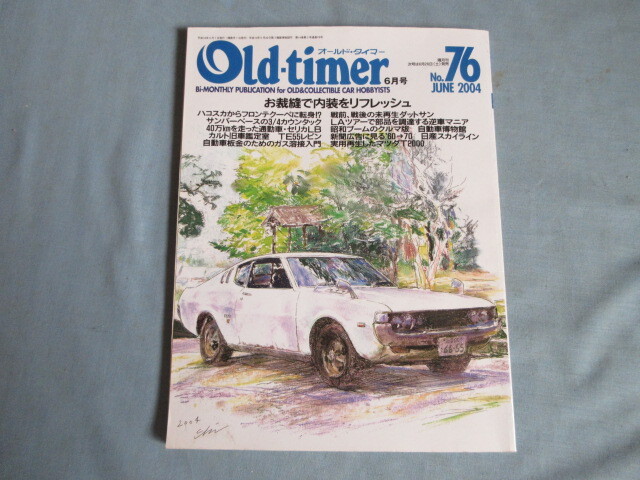 オールド・タイマー
Old-timer
6月号
No.76
JUNE 2004
Bi-MONTHLY PUBLICATION for OLD&COLLECTIBLE CAR HOBBYISTS
お裁縫で内装をリフレッシュ
ハコスカからフロンテクーペに転身!?
サンバーベースの3/4カウンタック
40万kmを走った通勤車・セリカLB
カルト旧車鑑定室 TE55レビン
自動車板金のためのガス溶接入門
戦前、戦後の未再生ダットサン
LAツアーで部品を調達する逆車マニア
昭和ブームのクルマ版 自動車博物館
新聞広告に見る'60→'70 日産スカイライン
実用再生したマツダT2000
2004